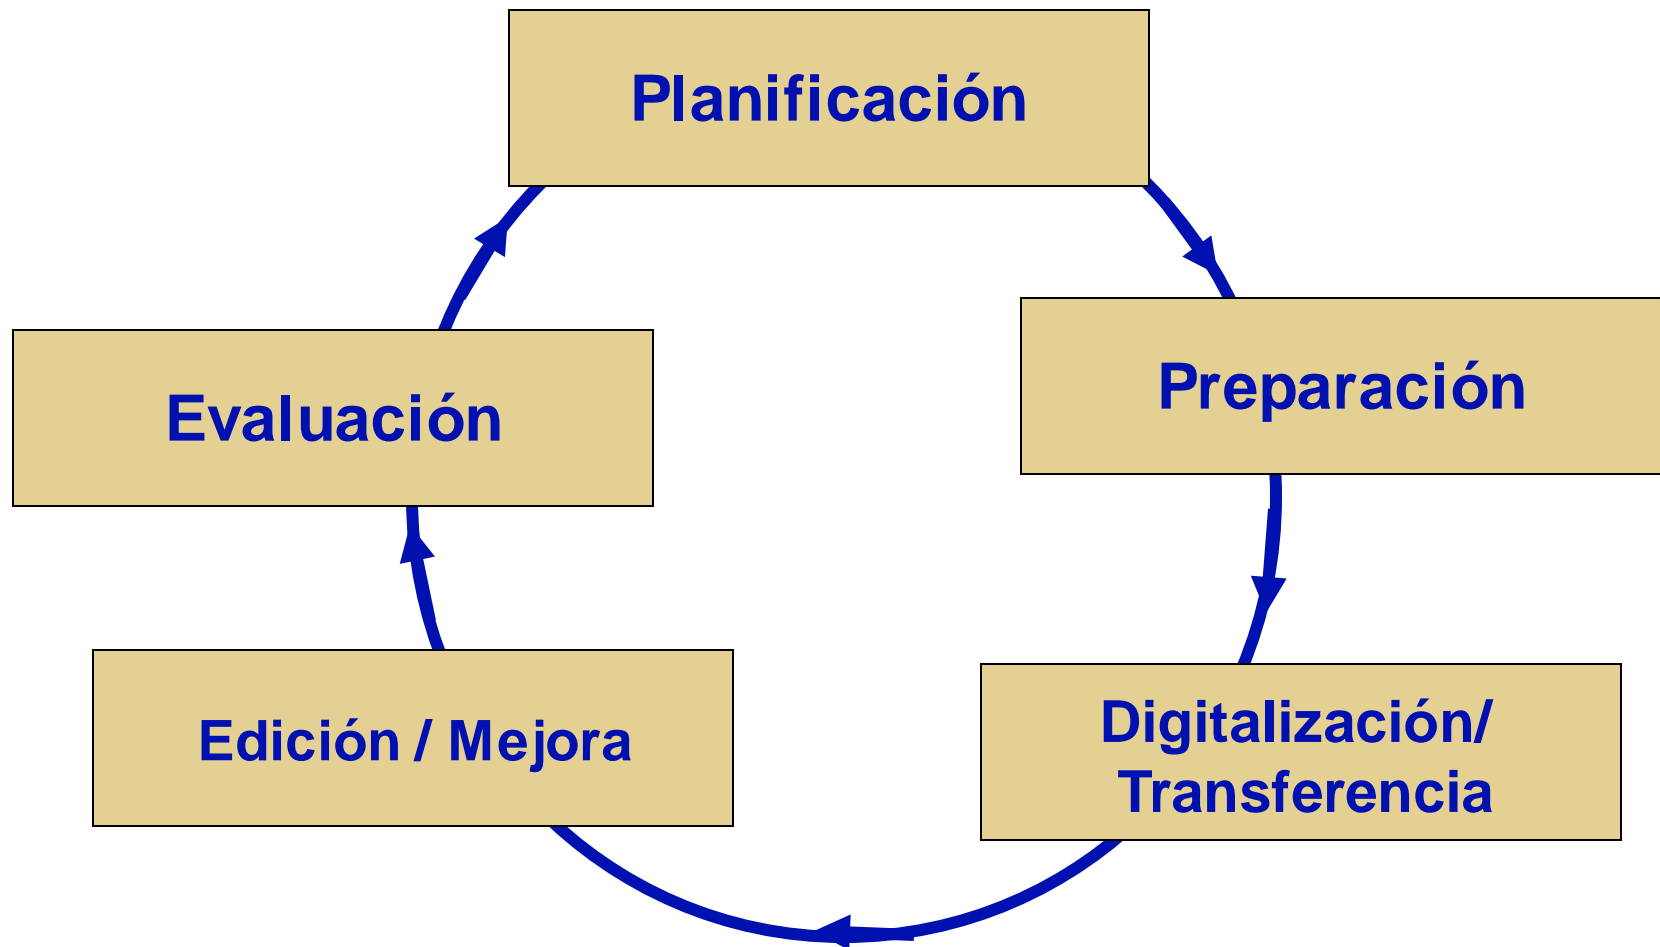 Planificación
Preparación
Digitalización/
Transferencia
Edición / Mejora
Evaluación